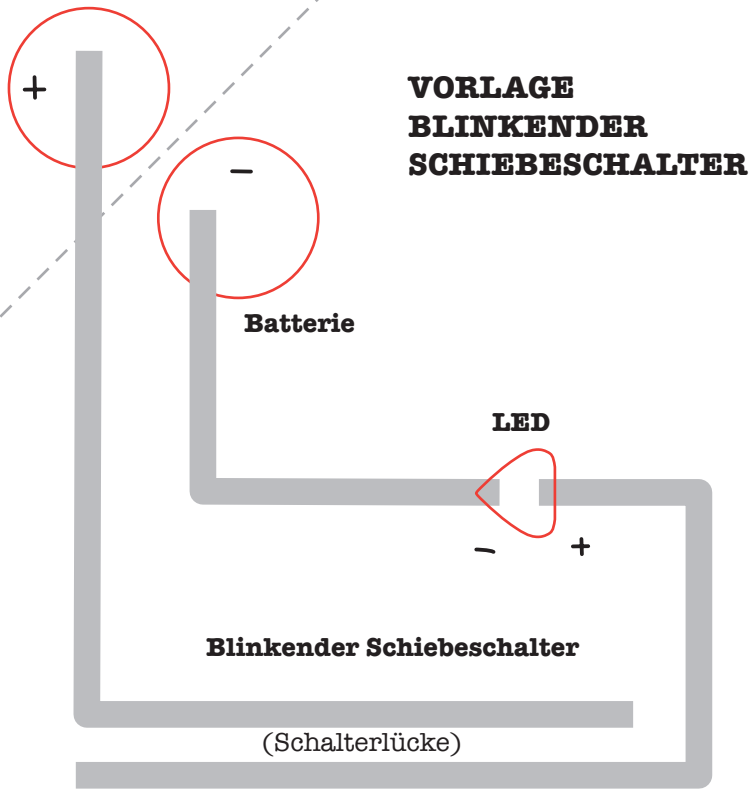 +
VORLAGE
BLINKENDER
SCHIEBESCHALTER
–
Batterie
LED
– +
Blinkender Schiebeschalter
(Schalterlücke)